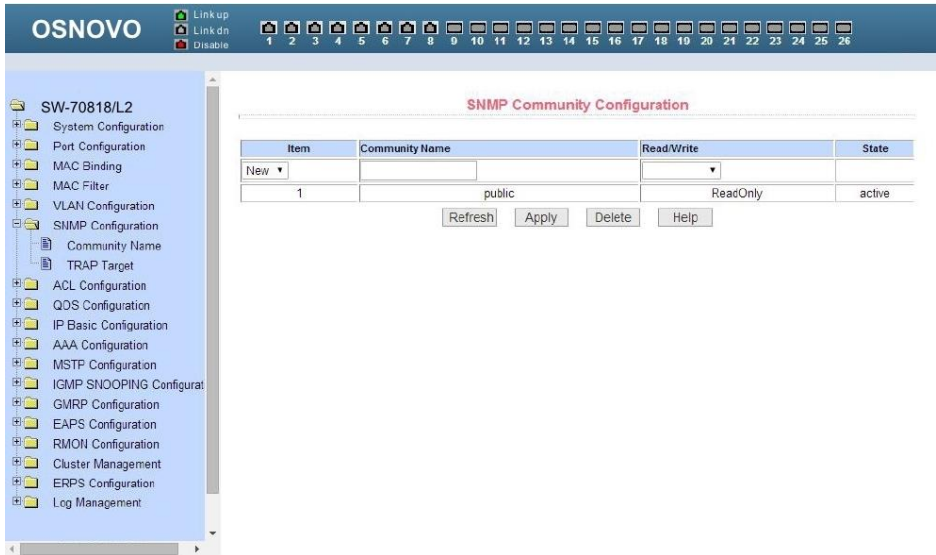 OSNOVO
Link up
Link dn
Disable
1 2 3 4 5 6 7 8 9 10 11 12 13 14 15 16 17 18 19 20 21 22 23 24 25 26
SW-70818/L2
System Configuration
Port Configuration
MAC Binding
MAC Filter
VLAN Configuration
SNMP Configuration
Community Name
TRAP Target
ACL Configuration
QOS Configuration
IP Basic Configuration
AAA Configuration
MSTP Configuration
IGMP SNOOPING Configurat
GMRP Configuration
EAPS Configuration
RMON Configuration
Cluster Management
ERPS Configuration
Log Management
SNMP Community Configuration
Item Community Name Read/Write State
New
1 public ReadOnly active
Refresh Apply Delete Help